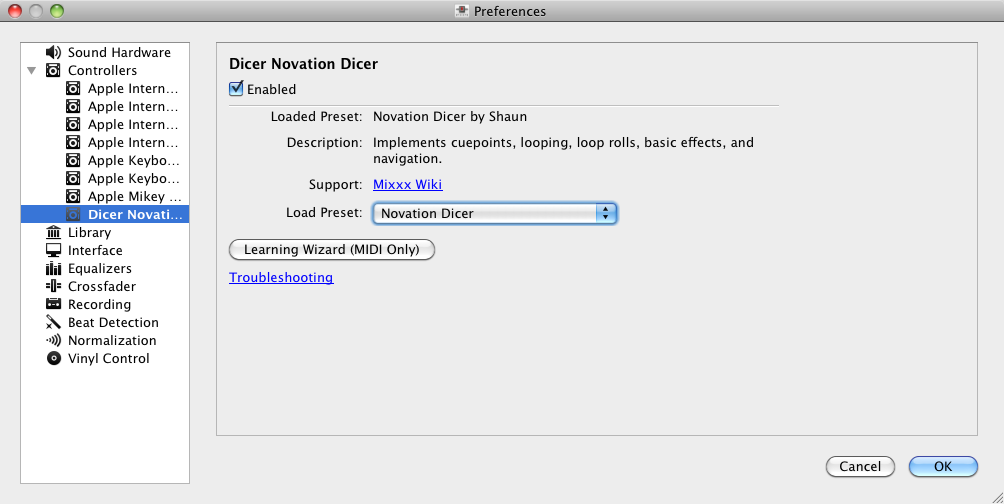 Preferences
Sound Hardware
Controllers
Apple Intern...
Apple Intern...
Apple Intern...
Apple Intern...
Apple Keybo...
Apple Keybo...
Apple Mikey ...
Dicer Novati...
Library
Interface
Equalizers
Crossfader
Recording
Beat Detection
Normalization
Vinyl Control
Dicer Novation Dicer
Enabled
Loaded Preset: Novation Dicer by Shaun
Description: Implements cuepoints, looping, loop rolls, basic effects, and
navigation.
Support: Mixxx Wiki
Load Preset: Novation Dicer
Learning Wizard (MIDI Only)
Troubleshooting
Cancel OK